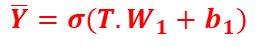 Y̅ = σ(T.W₁ + b₁)